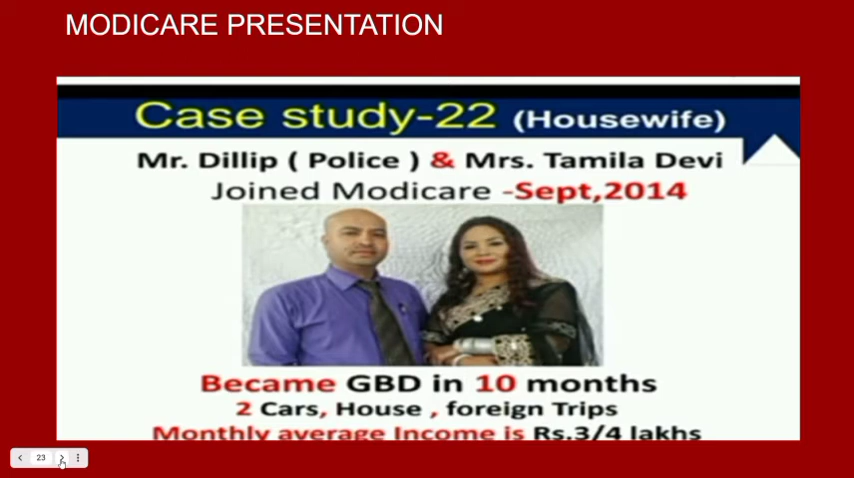 MODICARE PRESENTATION
Case study-22 (Housewife)
Mr. Dillip ( Police ) & Mrs. Tamila Devi
Joined Modicare -Sept,2014
Became GBD in 10 months
2 Cars, House , foreign Trips
Monthly average Income is Rs.3/4 lakhs
23